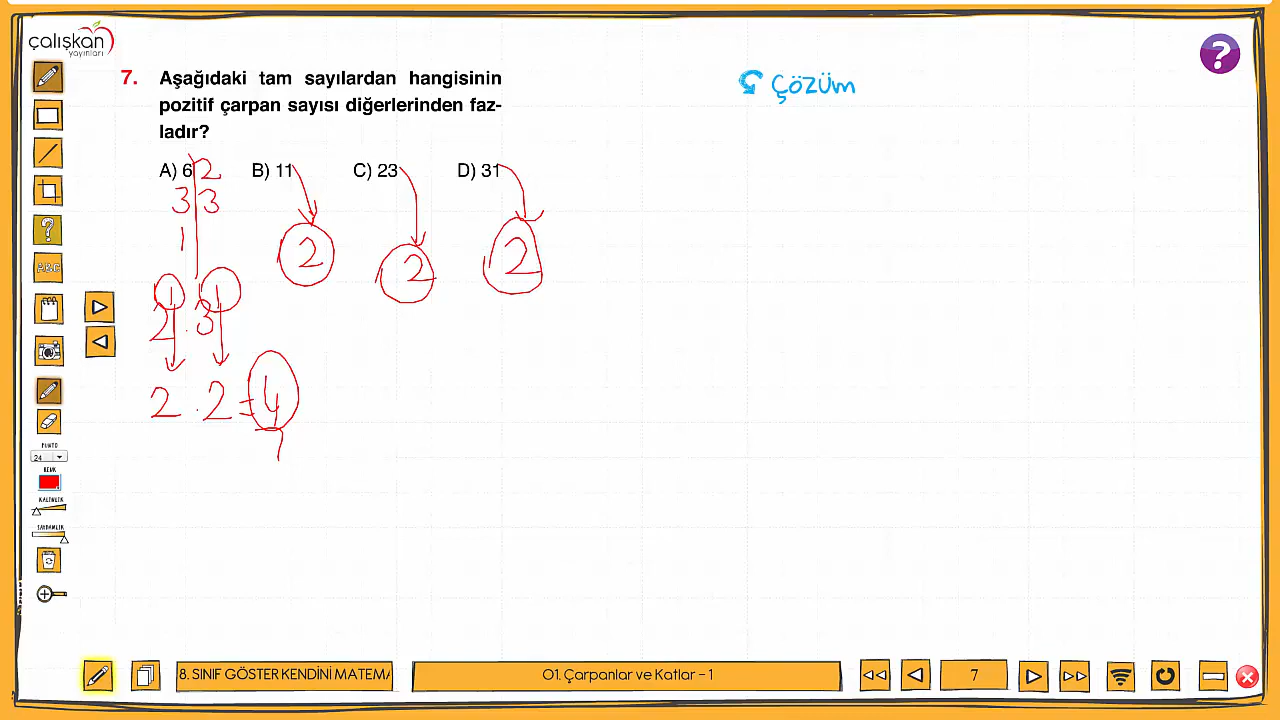 çalışkan
yayınları
7. Aşağıdaki tam sayılardan hangisinin
pozitif çarpan sayısı diğerlerinden faz-
ladır?
A) 6 B) 11 C) 23 D) 31
2
3 3
1
2 2 2
1 1
2 . 3
2 . 2 = 4
Çözüm
?
?
ABC
PUNTO
24
RENK
KALINLIK
SAYDAMLIK
8. SINIF GÖSTER KENDİNİ MATEMA
01. Çarpanlar ve Katlar - 1
7